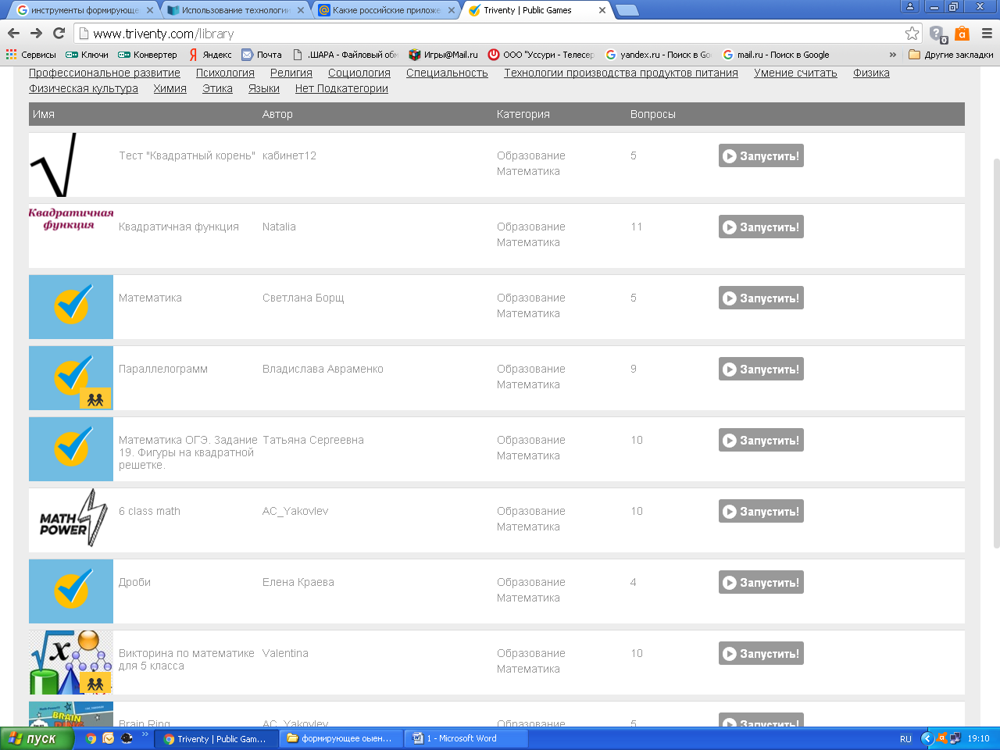 инструменты формирующе
Использование технологии
Какие российские приложе
Triventy | Public Games
www.triventy.com/library
0
Сервисы
Ключи
Конвертер
Яндекс
Почта
.ШАРА - Файловый обм
Игры@Mail.ru
ООО "Уссури - Телесер
yandex.ru - Поиск в Go
mail.ru - Поиск в Google
»
Другие закладки
Профессиональное развитие Психология Религия Социология Специальность Технологии производства продуктов питания Умение считать Физика
Физическая культура Химия Этика Языки Нет Подкатегории
Имя Автор Категория Вопросы
Тест "Квадратный корень" кабинет12 Образование 5 Запустить!
Математика
Квадратичная
функция
Квадратичная функция Natalia Образование 11 Запустить!
Математика
Математика Светлана Борщ Образование 5 Запустить!
Математика
Параллелограмм Владислава Авраменко Образование 9 Запустить!
Математика
Математика ОГЭ. Задание Татьяна Сергеевна Образование 10 Запустить!
19. Фигуры на квадратной Математика
решетке.
MATH
POWER
6 class math AC_Yakovlev Образование 10 Запустить!
Математика
Дроби Елена Краева Образование 4 Запустить!
Математика
x
Викторина по математике Valentina Образование 10 Запустить!
для 5 класса Математика
BRAIN
RING
Brain Ring AC_Yakovlev Образование 5 Запустить!
пуск
»
Triventy | Public Gam...
формирующее оыен...
1 - Microsoft Word
RU
19:10